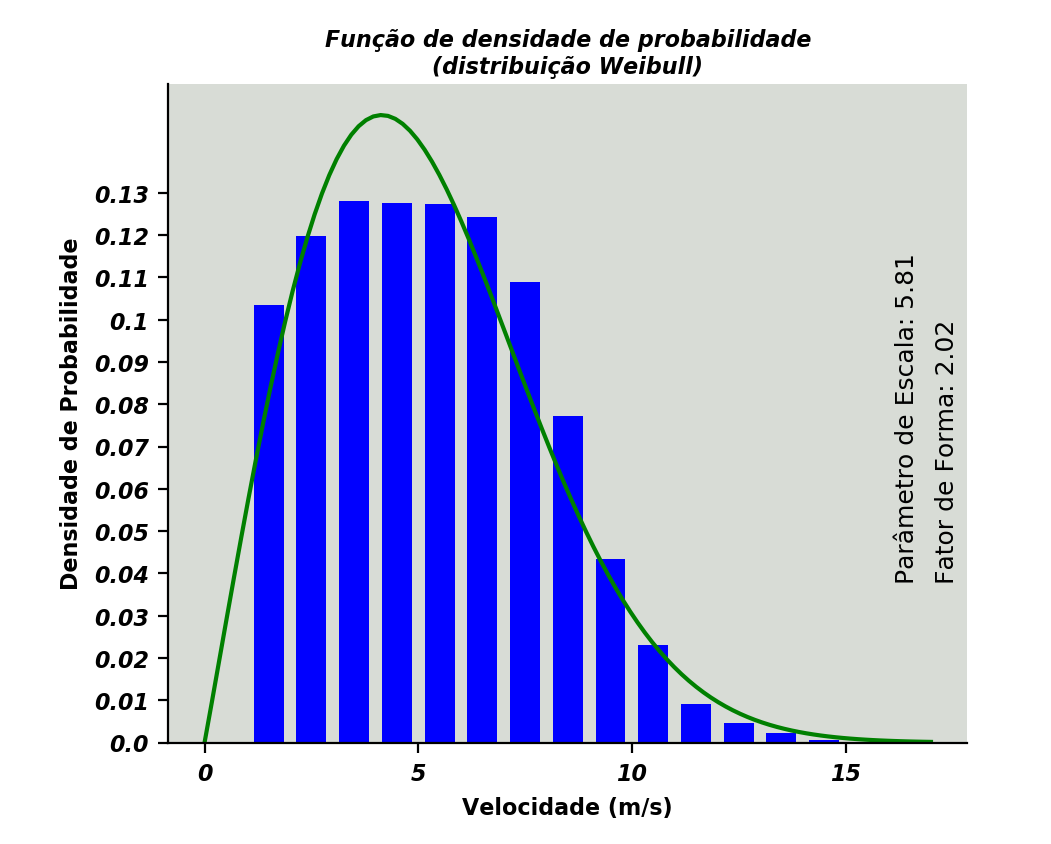 Função de densidade de probabilidade
(distribuição Weibull)
Densidade de Probabilidade
0.13
0.12
0.11
0.1
0.09
0.08
0.07
0.06
0.05
0.04
0.03
0.02
0.01
0.0
Parâmetro de Escala: 5.81
Fator de Forma: 2.02
0 5 10 15
Velocidade (m/s)